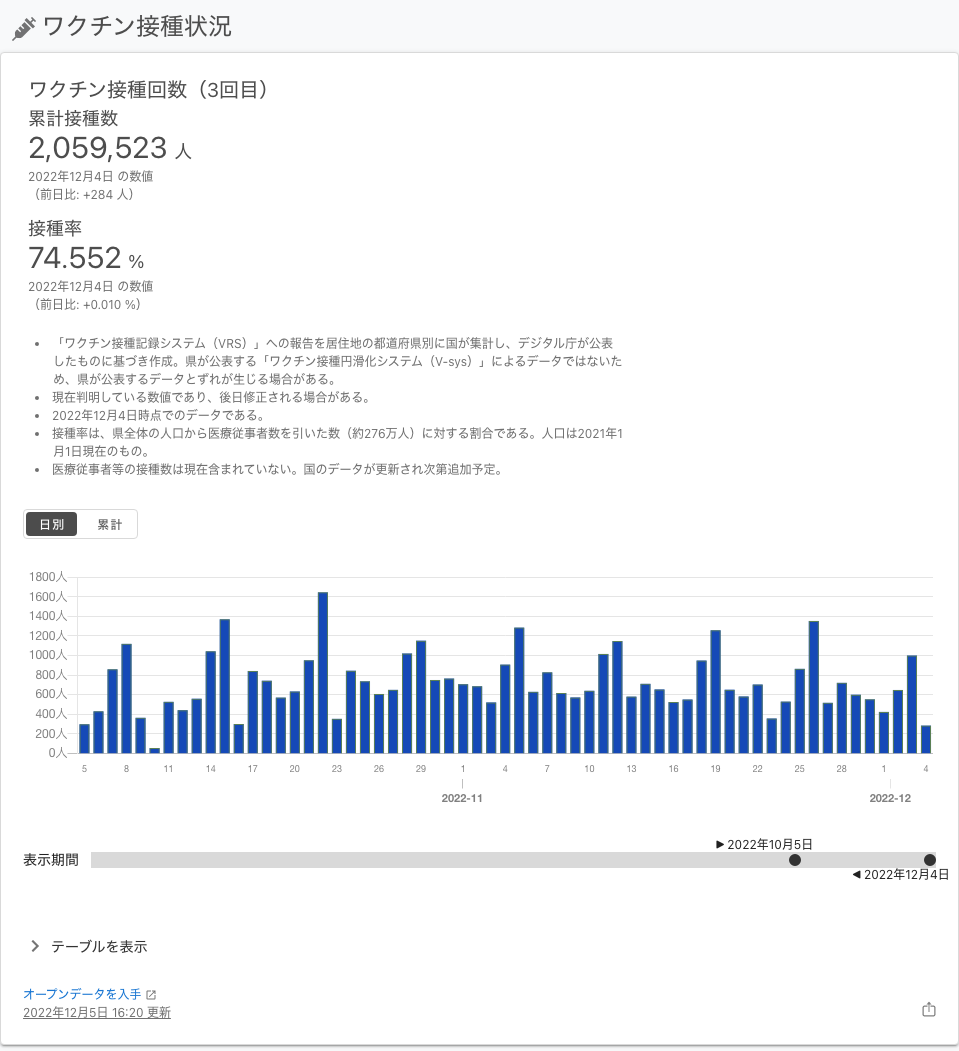 ワクチン接種状況
ワクチン接種回数（3回目）
累計接種数
2,059,523 人
2022年12月4日 の数値
（前日比: +284 人）
接種率
74.552 %
2022年12月4日 の数値
（前日比: +0.010 %）
• 「ワクチン接種記録システム（VRS）」への報告を居住地の都道府県別に国が集計し、デジタル庁が公表
したものに基づき作成。県が公表する「ワクチン接種円滑化システム（V-sys）」によるデータではないた
め、県が公表するデータとずれが生じる場合がある。
• 現在判明している数値であり、後日修正される場合がある。
• 2022年12月4日時点でのデータである。
• 接種率は、県全体の人口から医療従事者数を引いた数（約276万人）に対する割合である。人口は2021年1
月1日現在のもの。
• 医療従事者等の接種数は現在含まれていない。国のデータが更新され次第追加予定。
日別 累計
1800人
1600人
1400人
1200人
1000人
800人
600人
400人
200人
0人
5 8 11 14 17 20 23 26 29 1 4 7 10 13 16 19 22 25 28 1 4
2022-11 2022-12
▶ 2022年10月5日
表示期間
◀ 2022年12月4日
テーブルを表示
オープンデータを入手
2022年12月5日 16:20 更新